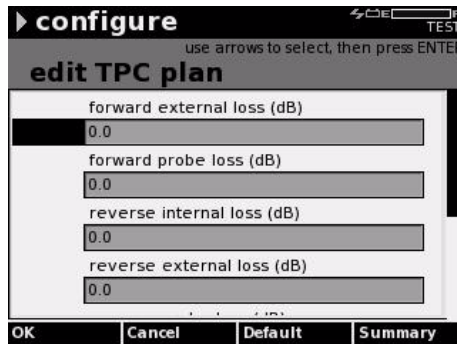 configure
E F
TEST
use arrows to select, then press ENTE
edit TPC plan
forward external loss (dB)
0.0
forward probe loss (dB)
0.0
reverse internal loss (dB)
0.0
reverse external loss (dB)
0.0
OK Cancel Default Summary